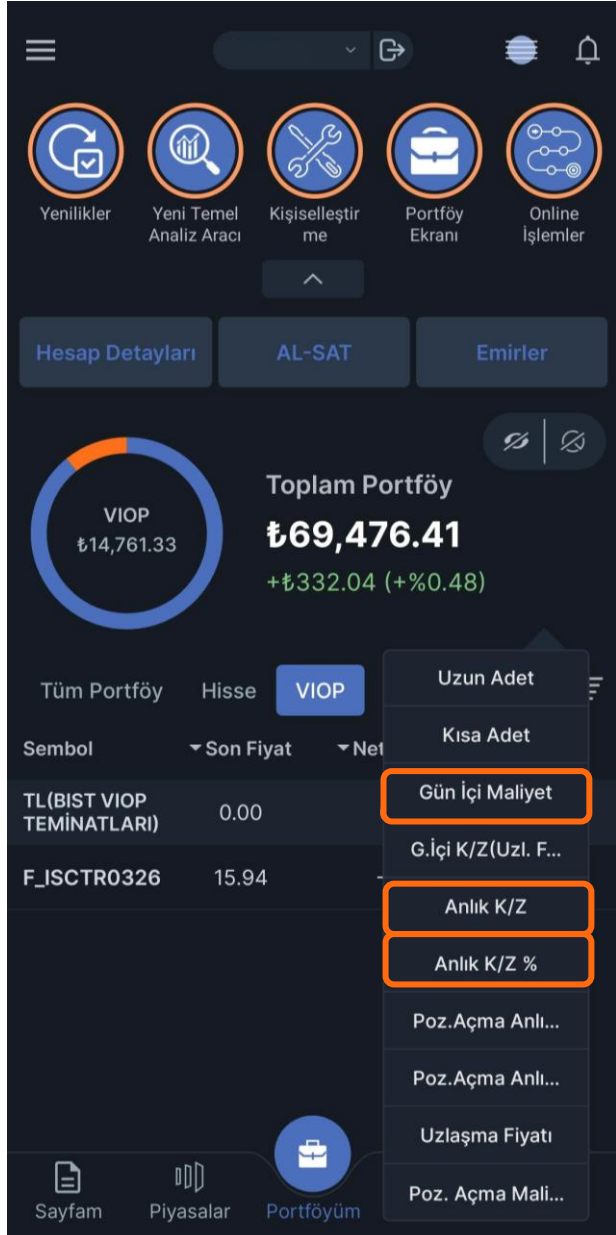 Yenilikler
Yeni Temel
Analiz Aracı
Kişiselleştir
me
Portföy
Ekranı
Online
İşlemler
Hesap Detayları
AL-SAT
Emirler
VIOP
₺14,761.33
Toplam Portföy
₺69,476.41
+₺332.04 (+%0.48)
Tüm Portföy
Hisse
VIOP
Sembol
Son Fiyat
Net
TL(BIST VIOP
TEMİNATLARI)
0.00
F_ISCTR0326
15.94
-
Uzun Adet
Kısa Adet
Gün İçi Maliyet
G.İçi K/Z(Uzl. F...
Anlık K/Z
Anlık K/Z %
Poz.Açma Anlı...
Poz.Açma Anlı...
Uzlaşma Fiyatı
Poz. Açma Mali...
Sayfam
Piyasalar
Portföyüm